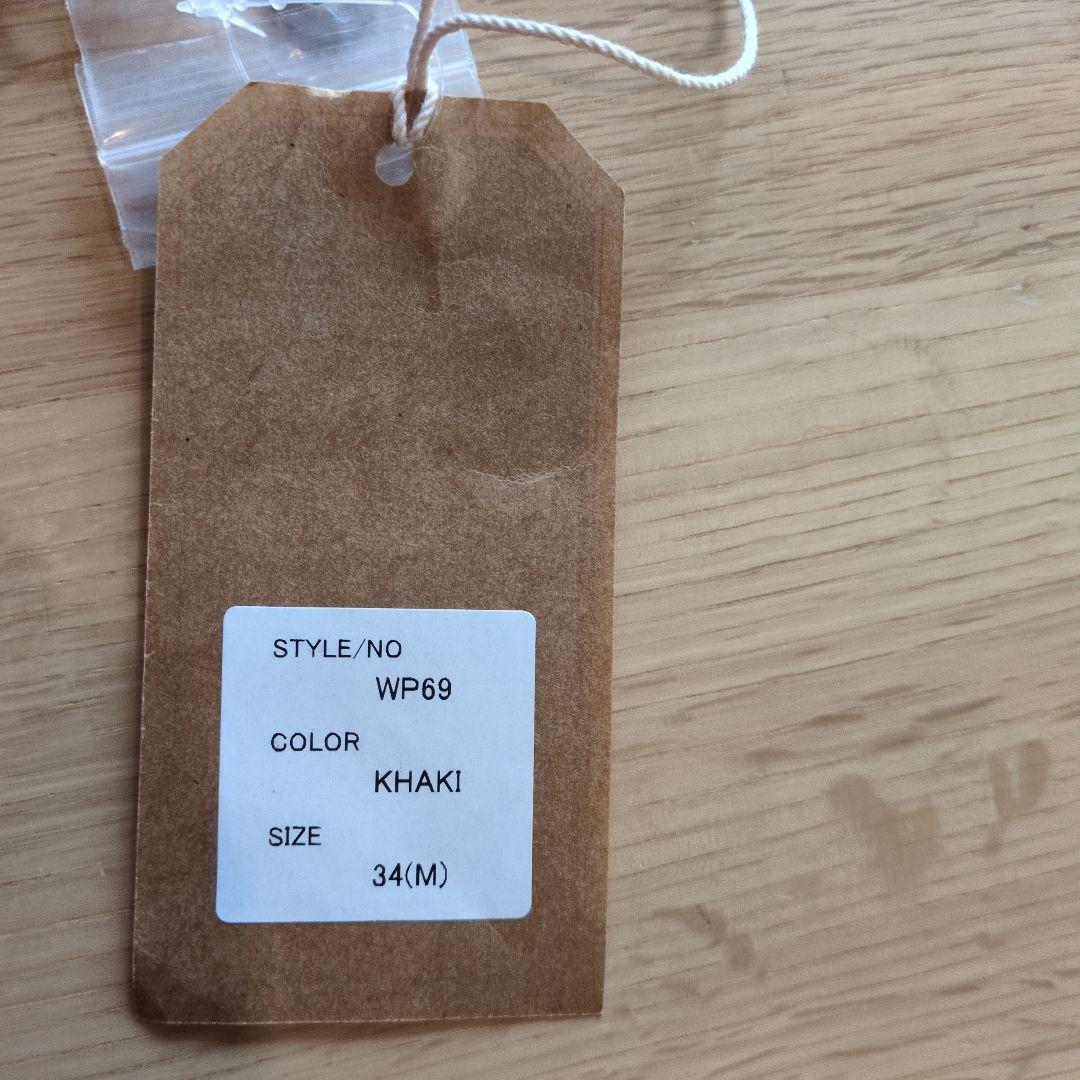 STYLE/NO
WP69
COLOR
KHAKI
SIZE
34(M)